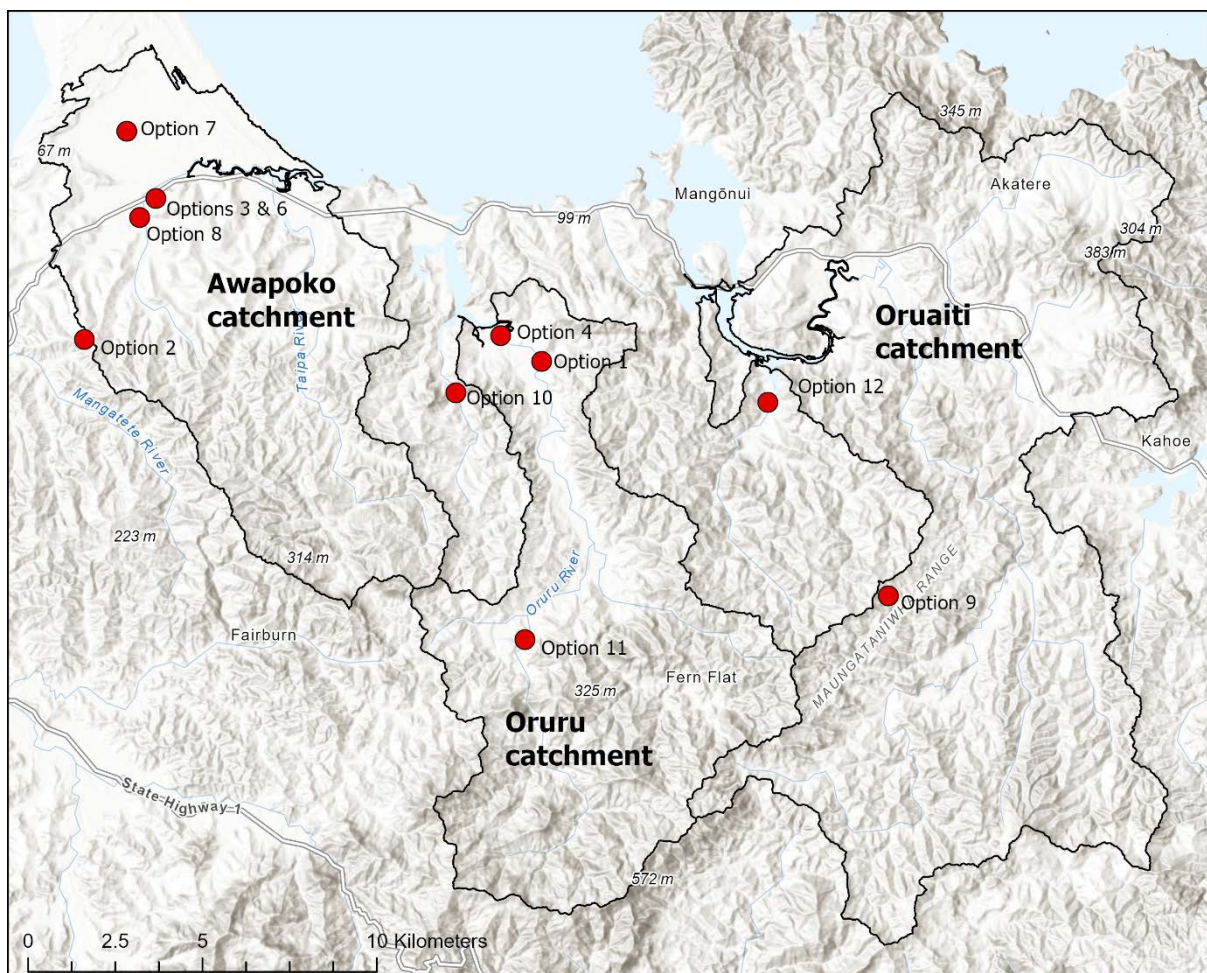 345 m
Option 7
67 m
Akatere
Mangōnui
Options 3 & 6
99 m
Option 8
304 m
383 m
Awapoko
catchment
Oruaiti
catchment
Taipa River
Option 4
Option 2
Option 1
Option 12
Option 10
Mangatete River
Kahoe
223 m
314 m
Oruru River
Option 9
MAUNGATANIWHA RANGE
Fairburn
Option 11
Fern Flat
325 m
Oruru
catchment
State Highway 1
572 m
0 2.5 5 10 Kilometers